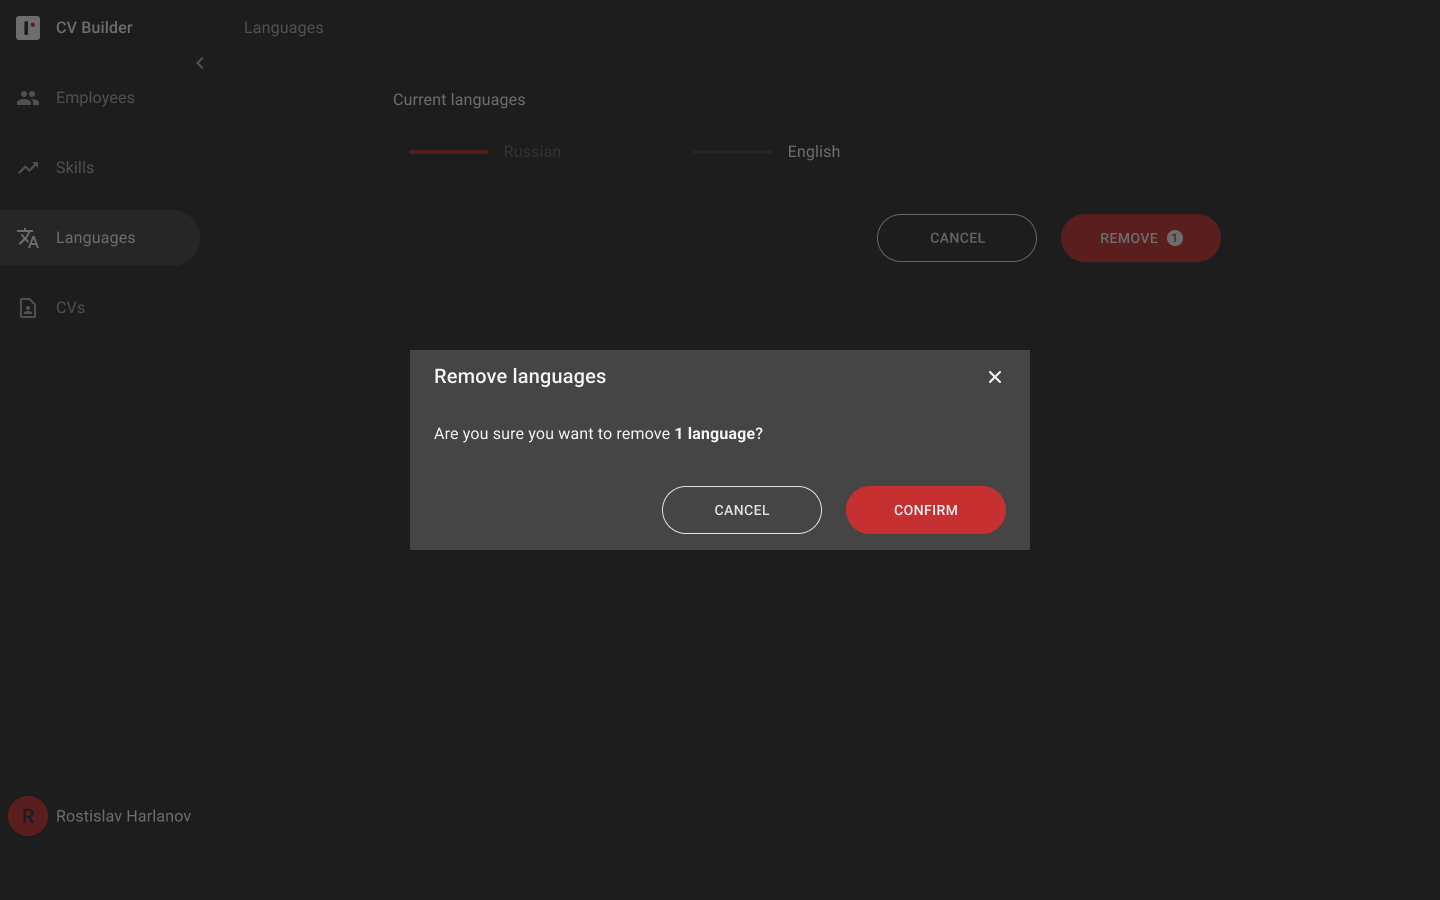 CV Builder
Languages
Employees
Current languages
Russian
English
Skills
Languages
CANCEL
REMOVE 1
CVs
Remove languages
Are you sure you want to remove 1 language?
CANCEL
CONFIRM
R
Rostislav Harlanov